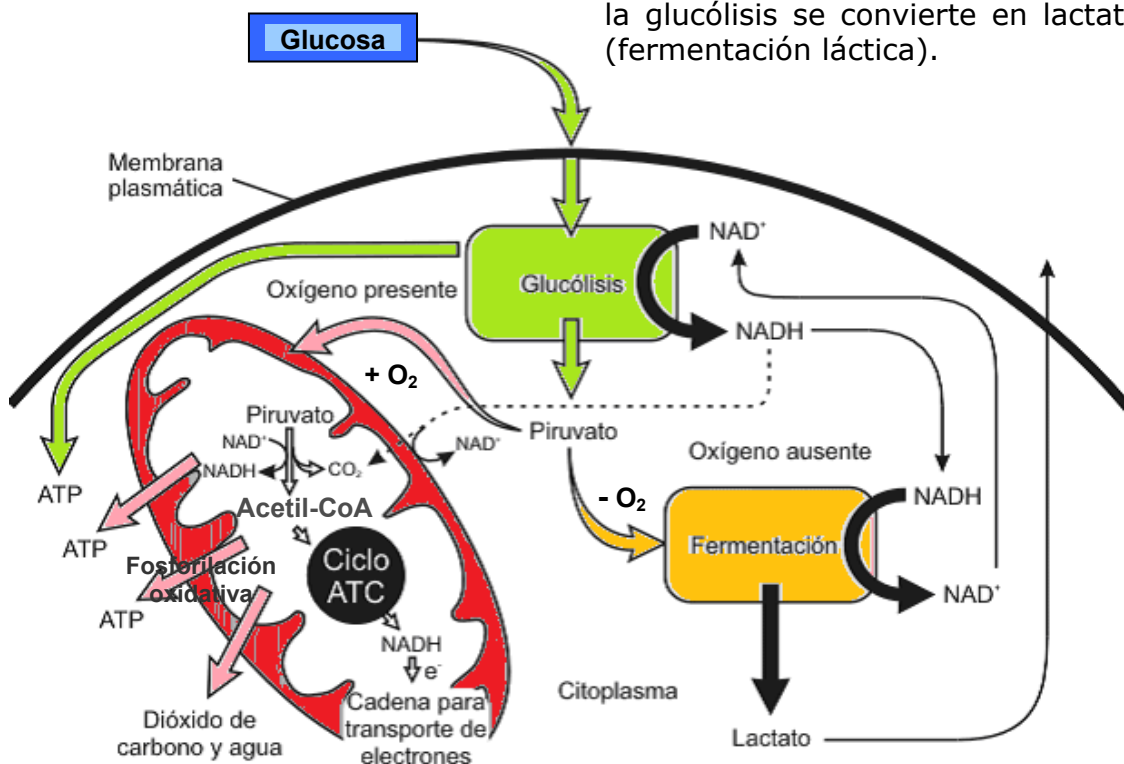 la glucólisis se convierte en lactat
(fermentación láctica).
Glucosa
Membrana
plasmática
NAD⁺
Oxígeno presente
Glucólisis
NADH
+ O₂
Piruvato
NAD⁺
NADH
CO₂
NAD⁺
Piruvato
Oxígeno ausente
- O₂
NADH
ATP
Acetil-CoA
ATP
Fosforilación
oxidativa
Ciclo
ATC
Fermentación
NAD⁺
ATP
NADH
e⁻
Citoplasma
Cadena para
transporte de
electrones
Dióxido de
carbono y agua
Lactato